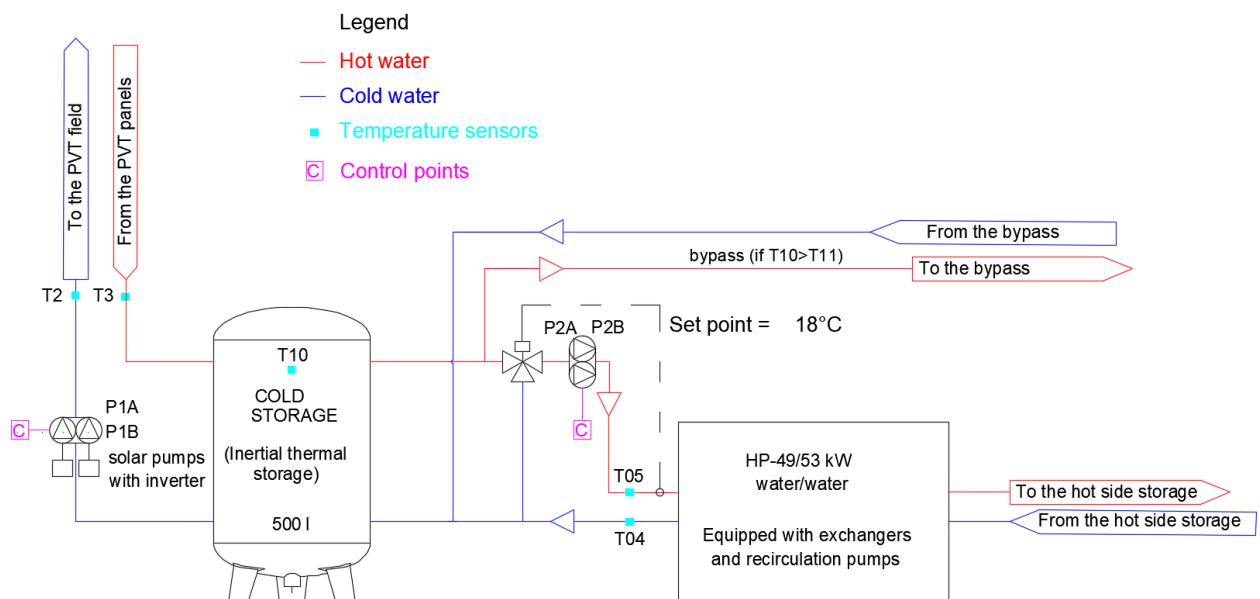 Legend
Hot water
Cold water
Temperature sensors
C Control points
To the PVT field
From the PVT panels
From the bypass
bypass (if T10>T11)
To the bypass
T2
T3
P2A
P2B
Set point = 18°C
T10
COLD
STORAGE
(Inertial thermal
storage)
500 l
C
P1A
P1B
solar pumps
with inverter
C
T05
T04
HP-49/53 kW
water/water
Equipped with exchangers
and recirculation pumps
To the hot side storage
From the hot side storage